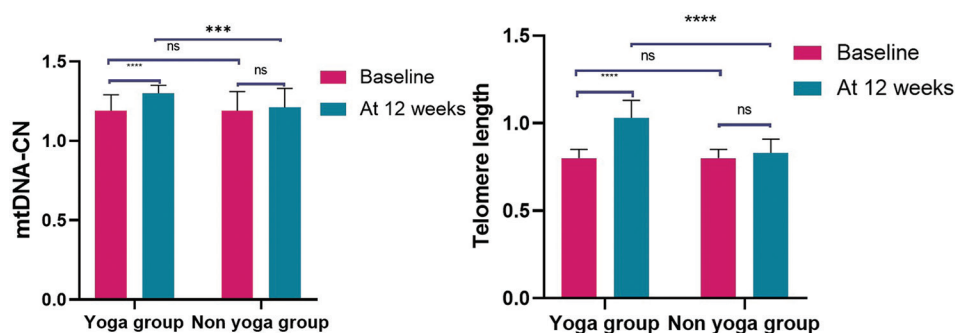 ***
ns
1.5
****
ns
Baseline
At 12 weeks
1.0
0.5
0.0
mtDNA-CN
Yoga group
Non yoga group
****
1.5
ns
Baseline
****
At 12 weeks
ns
1.0
0.5
0.0
Telomere length
Yoga group
Non yoga group